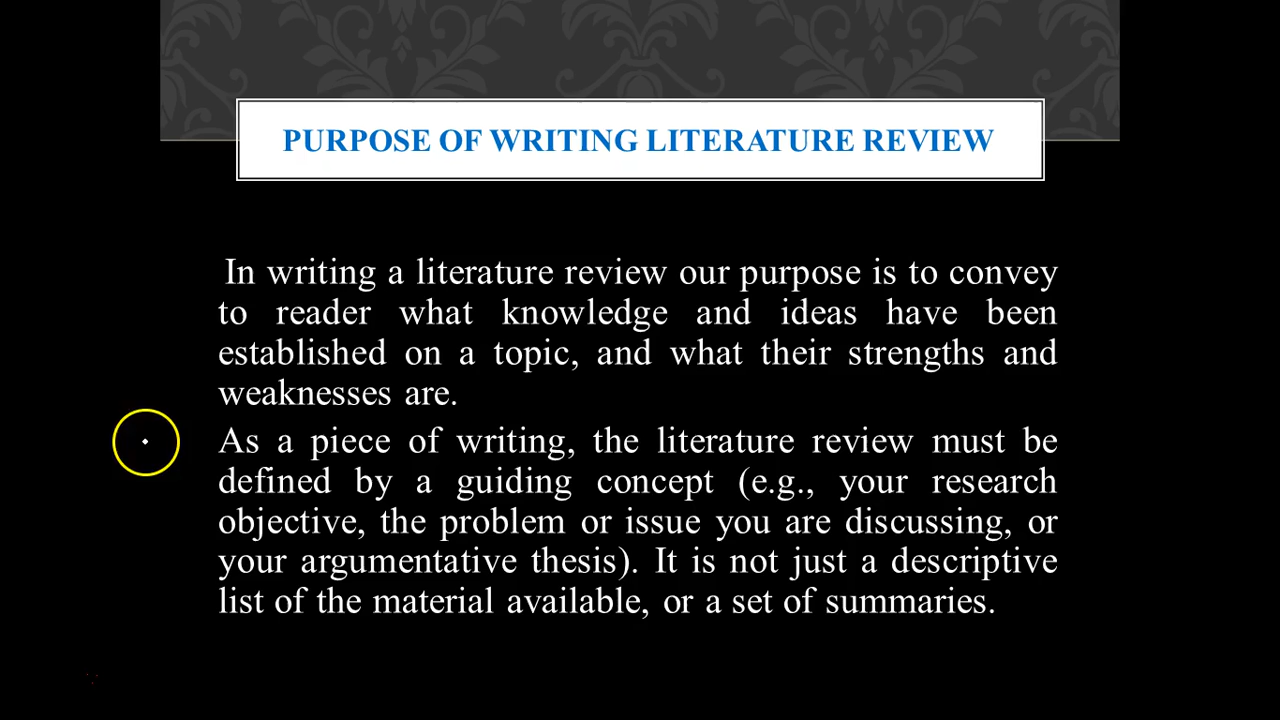 PURPOSE OF WRITING LITERATURE REVIEW
In writing a literature review our purpose is to convey
to reader what knowledge and ideas have been
established on a topic, and what their strengths and
weaknesses are.
As a piece of writing, the literature review must be
defined by a guiding concept (e.g., your research
objective, the problem or issue you are discussing, or
your argumentative thesis). It is not just a descriptive
list of the material available, or a set of summaries.